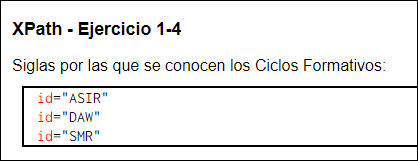 XPath - Ejercicio 1-4
Siglas por las que se conocen los Ciclos Formativos:
id="ASIR"
id="DAW"
id="SMR"